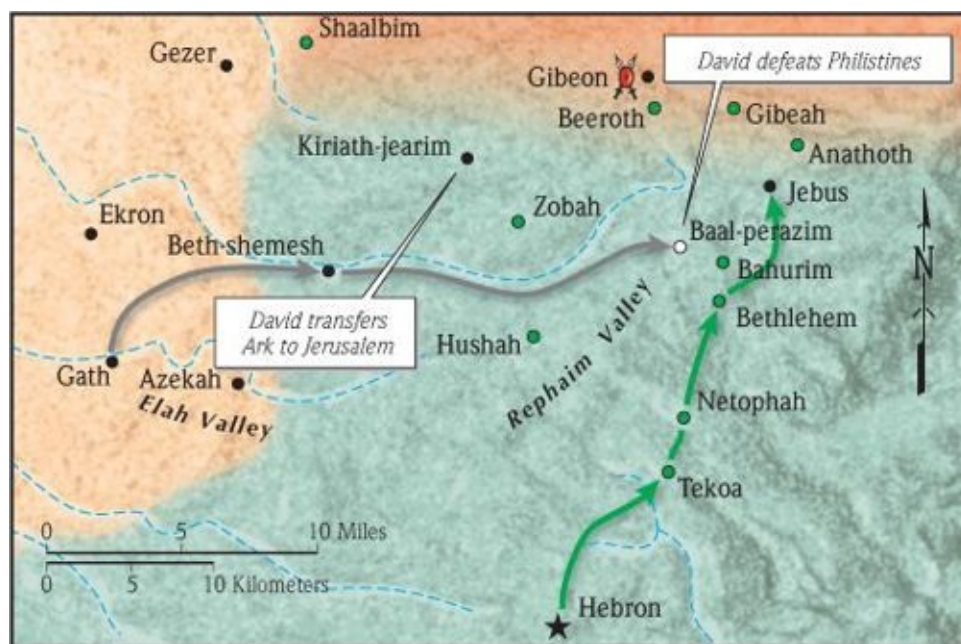 Shaalbim
Gezer
David defeats Philistines
Gibeon
Beeroth
Gibeah
Kiriath-jearim
Anathoth
Jebus
Ekron
Zobah
Beth-shemesh
Baal-perazim
Bahurim
N
David transfers
Ark to Jerusalem
Hushah
Rephaim Valley
Bethlehem
Gath
Azekah
Elah Valley
Netophah
Tekoa
0 5 10 Miles
0 5 10 Kilometers
Hebron